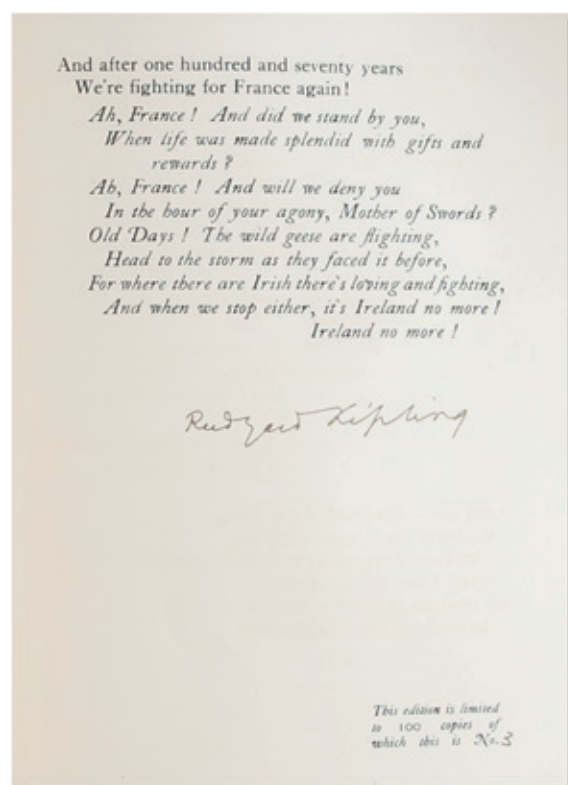 And after one hundred and seventy years
We're fighting for France again!
Ah, France! And did we stand by you,
When life was made splendid with gifts and
rewards?
Ah, France! And will we deny you
In the hour of your agony, Mother of Swords?
Old Days! The wild geese are flighting,
Head to the storm as they faced it before,
For where there are Irish there's loving and fighting,
And when we stop either, it's Ireland no more!
Ireland no more!
Rudyard Kipling
This edition is limited
to 100 copies of
which this is No. 3